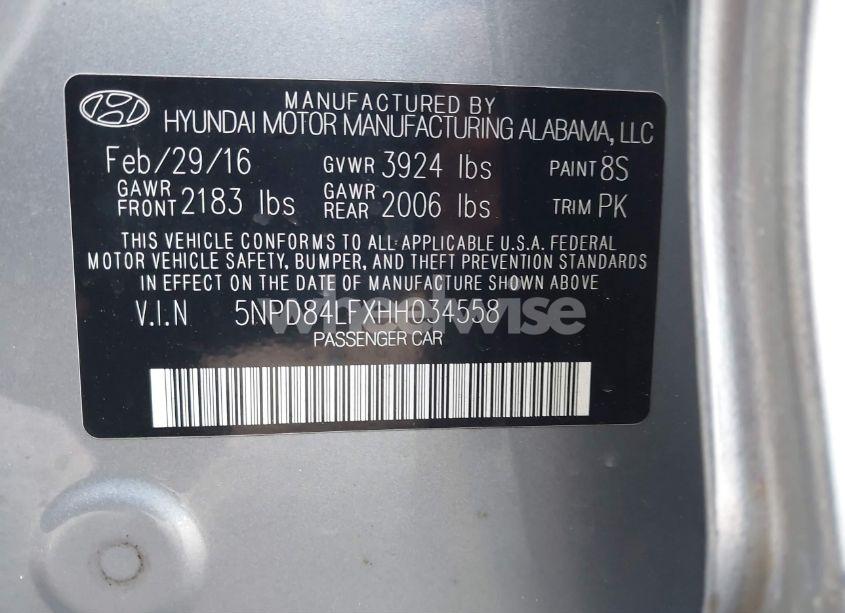 MANUFACTURED BY
HYUNDAI MOTOR MANUFACTURING ALABAMA, LLC
Feb/29/16 GVWR 3924 lbs PAINT 8S
GAWR FRONT 2183 lbs GAWR REAR 2006 lbs TRIM PK
THIS VEHICLE CONFORMS TO ALL APPLICABLE U.S.A. FEDERAL
MOTOR VEHICLE SAFETY, BUMPER, AND THEFT PREVENTION STANDARDS
IN EFFECT ON THE DATE OF MANUFACTURE SHOWN ABOVE
V.I.N 5NPD84LFXHH034558
wheelwise
PASSENGER CAR